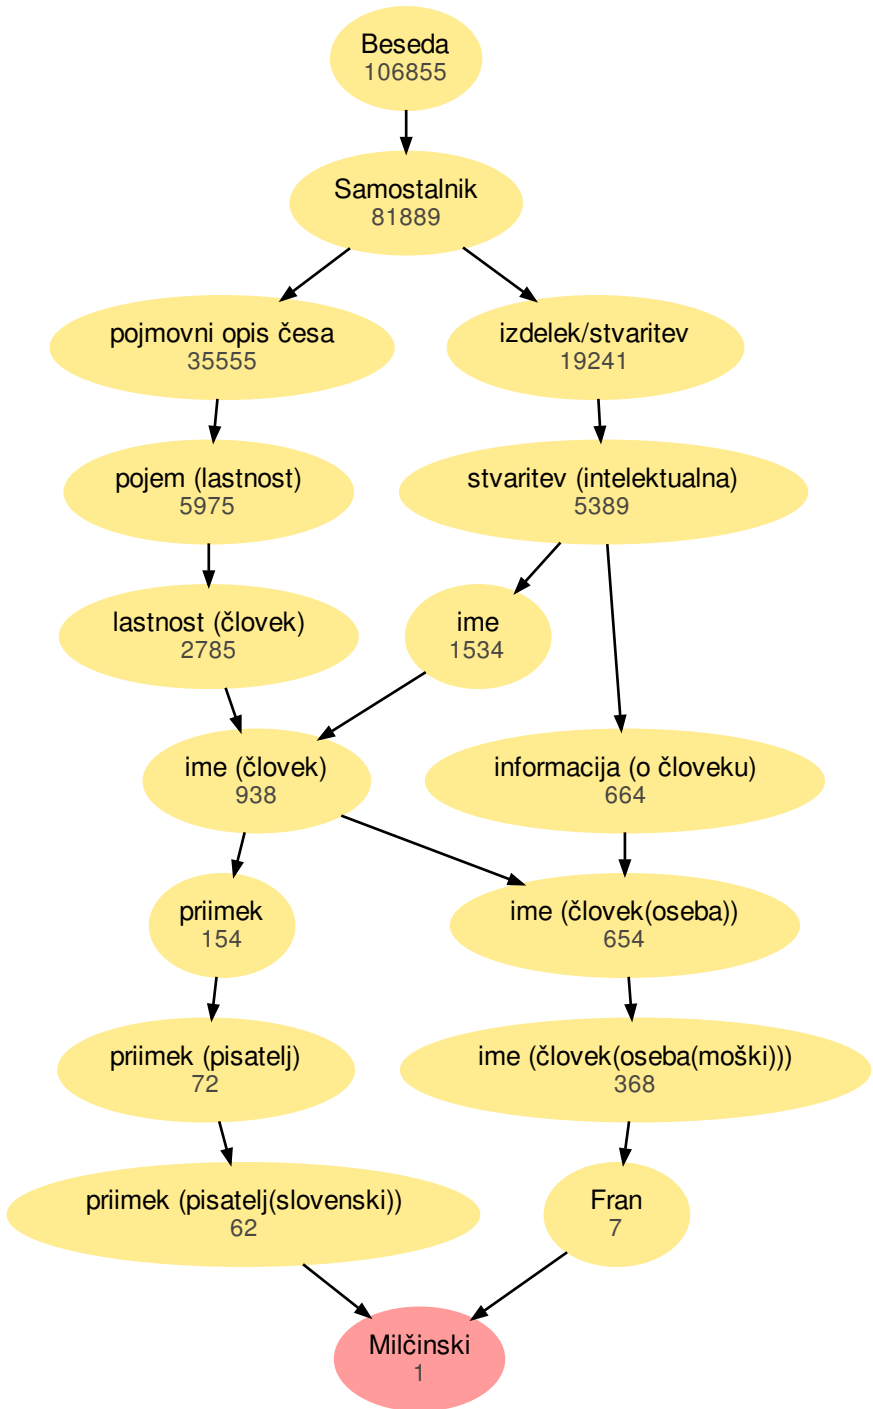 Beseda
106855
Samostalnik
81889
pojmovni opis česa
35555
izdelek/stvaritev
19241
pojem (lastnost)
5975
stvaritev (intelektualna)
5389
lastnost (človek)
2785
ime
1534
ime (človek)
938
informacija (o človeku)
664
priimek
154
ime (človek(oseba))
654
priimek (pisatelj)
72
ime (človek(oseba(moški)))
368
priimek (pisatelj(slovenski))
62
Fran
7
Milčinski
1